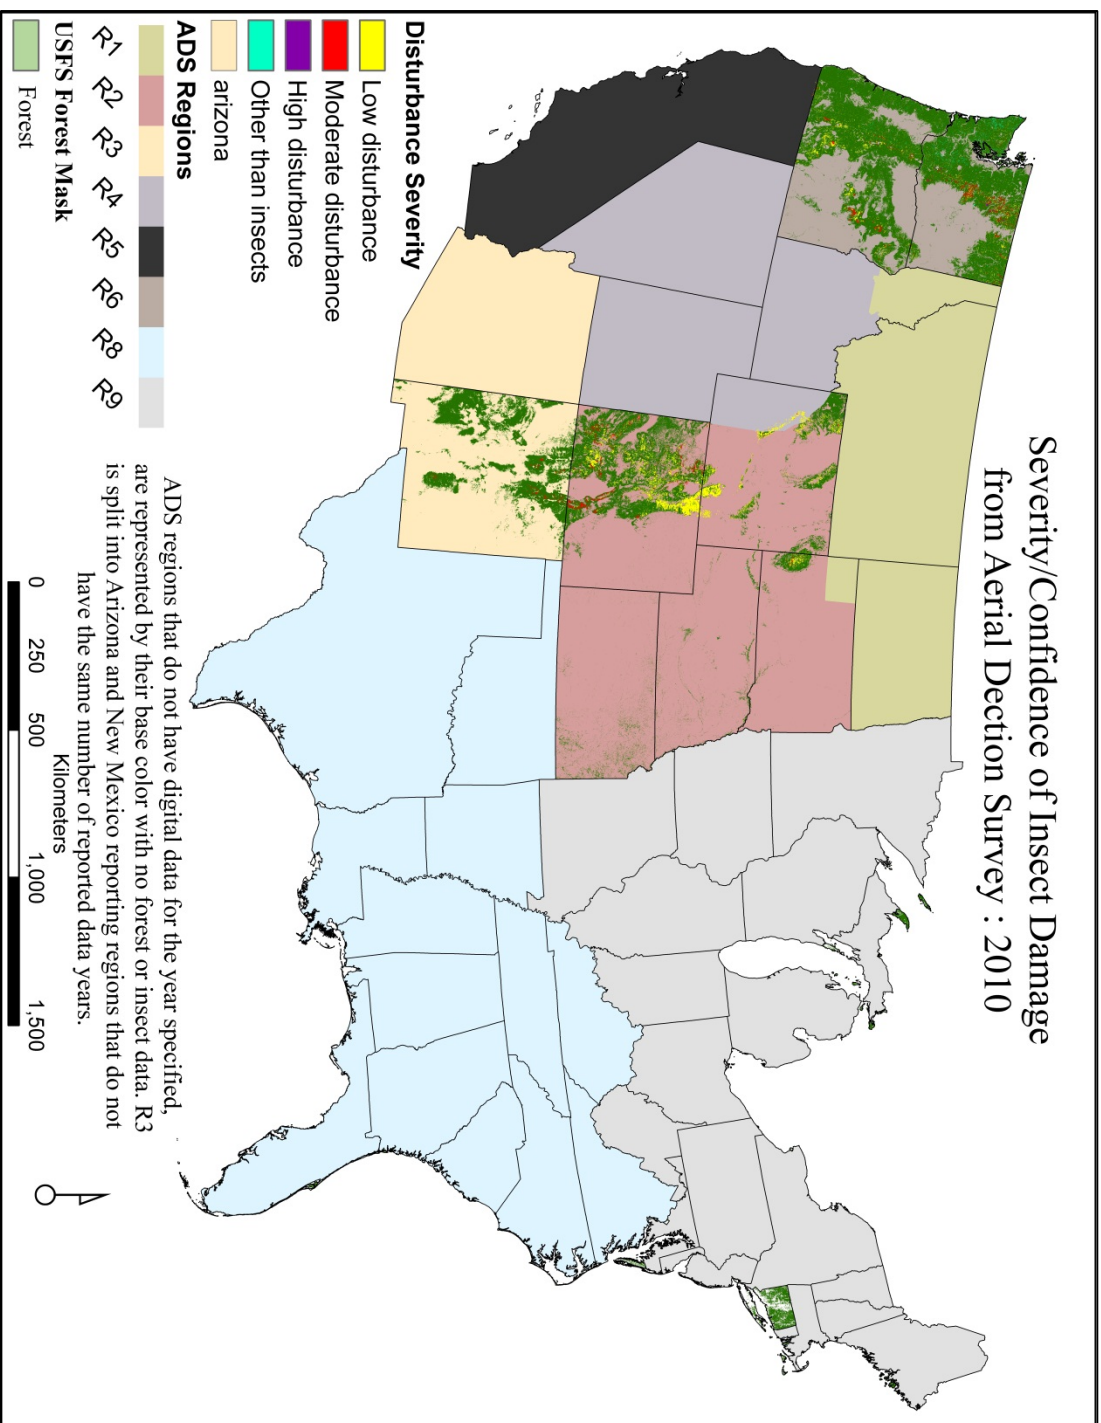 Severity/Confidence of Insect Damage
from Aerial Dection Survey : 2010
Disturbance Severity
Low disturbance
Moderate disturbance
High disturbance
Other than insects
arizona
ADS Regions
R1 R2 R3 R4 R5 R6 R8 R9
USFS Forest Mask
Forest
ADS regions that do not have digital data for the year specified,
are represented by their base color with no forest or insect data. R3
is split into Arizona and New Mexico reporting regions that do not
have the same number of reported data years.
0 250 500 1,000 1,500
Kilometers